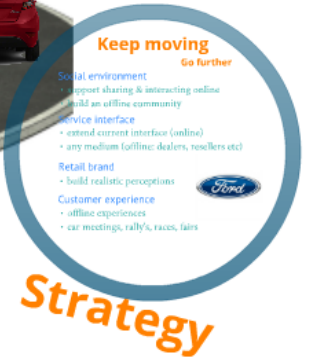 Keep moving
Go further
Social environment
• support sharing & interacting online
• build an offline community
Service interface
• extend current interface (online)
• any medium (offline: dealers, resellers etc)
Retail brand
• build realistic perceptions
Ford
Customer experience
• offline experiences
• car meetings, rally's, races, fairs
Strategy